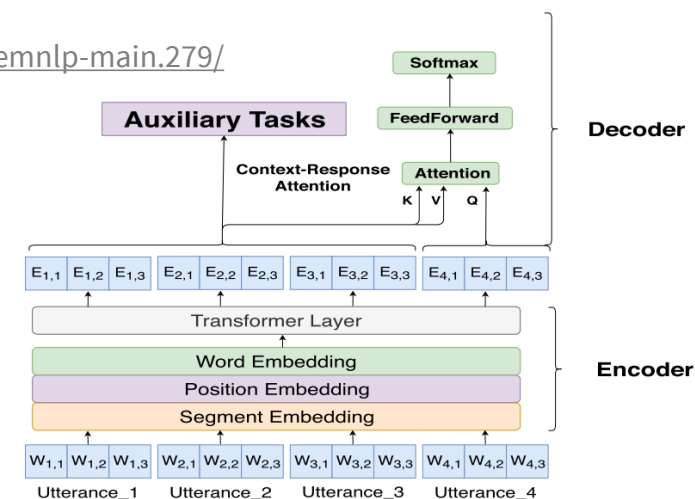 emnlp-main.279/
Softmax
Auxiliary Tasks
FeedForward
Decoder
Context-Response
Attention
Attention
K V Q
E1,1 E1,2 E1,3 E2,1 E2,2 E2,3 E3,1 E3,2 E3,3 E4,1 E4,2 E4,3
Transformer Layer
Word Embedding
Encoder
Position Embedding
Segment Embedding
W1,1 W1,2 W1,3 W2,1 W2,2 W2,3 W3,1 W3,2 W3,3 W4,1 W4,2 W4,3
Utterance_1 Utterance_2 Utterance_3 Utterance_4